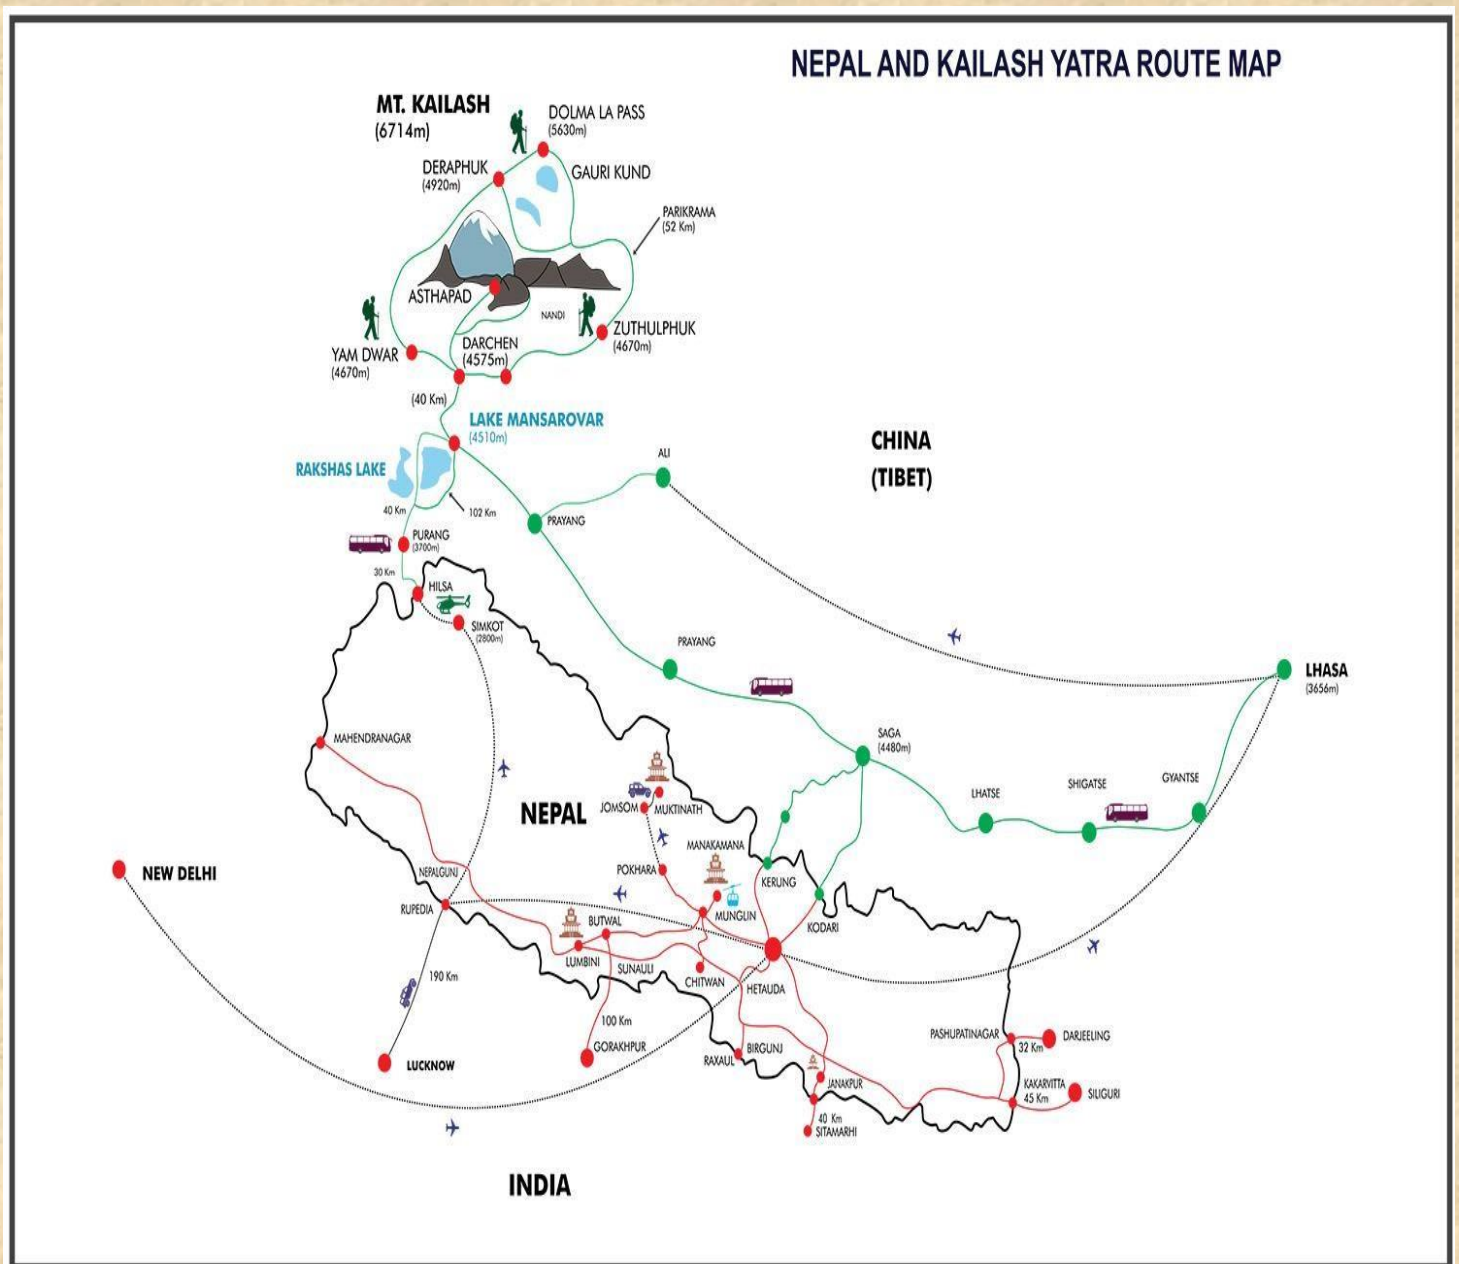 NEPAL AND KAILASH YATRA ROUTE MAP
MT. KAILASH
(6714m)
DOLMA LA PASS
(5630m)
DERAPHUK
(4920m)
GAURI KUND
PARIKRAMA
(52 Km)
ASTHAPAD
NANDI
ZUTHULPHUK
(4670m)
YAM DWAR
(4670m)
DARCHEN
(4575m)
(40 Km)
LAKE MANSAROVAR
(4510m)
RAKSHAS LAKE
40 Km
102 Km
CHINA
(TIBET)
ALI
PRAYANG
PURANG
(3700m)
30 Km
HILSA
SIMKOT
(2800m)
PRAYANG
LHASA
(3656m)
SAGA
(4480m)
MAHENDRANAGAR
LHATSE
SHIGATSE
GYANTSE
NEPAL
JOMSOM
MUKTINATH
MANAKAMANA
POKHARA
KERUNG
NEW DELHI
NEPALGUNJ
RUPEDIA
BUTWAL
MUNGLIN
KODARI
LUMBINI
SUNAULI
CHITWAN
HETAUDA
190 Km
100 Km
GORAKHPUR
LUCKNOW
RAXAUL
BIRGUNJ
PASHUPATINAGAR
32 Km
DARJEELING
JANAKPUR
KAKARVITTA
45 Km
SILIGURI
40 Km
SITAMARHI
INDIA